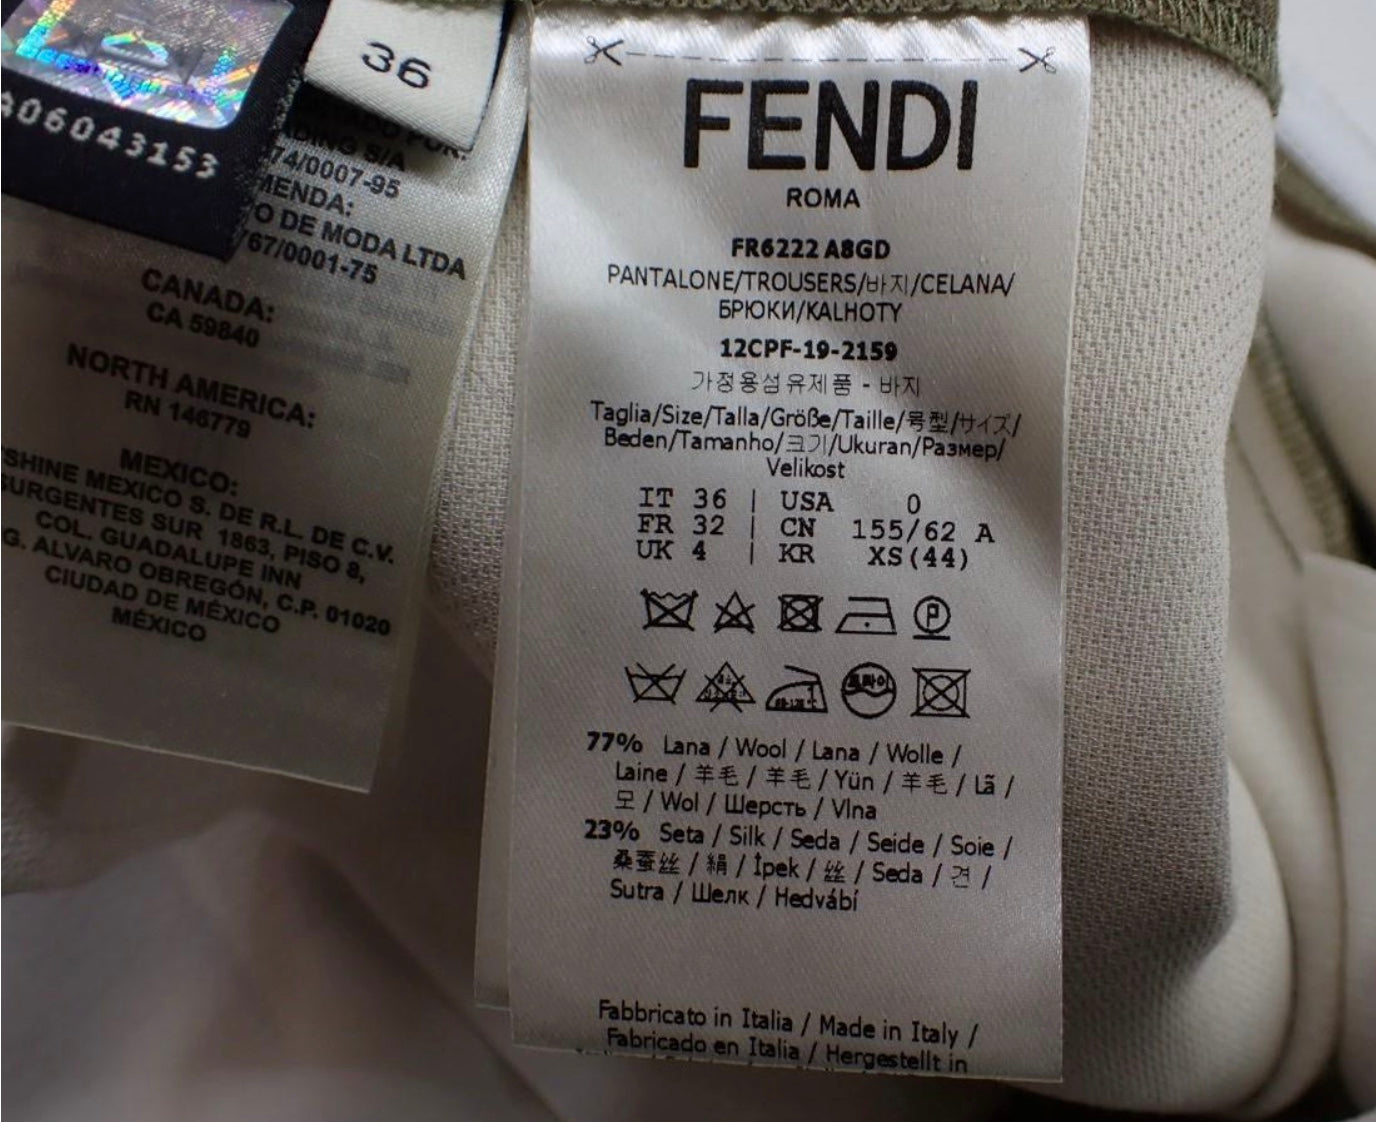 36
A06043153
S/A
74/0007-95
O DE MODA LTDA
67/0001-75
CANADA:
CA 59840
NORTH AMERICA:
RN 146779
MEXICO:
SHINE MEXICO S. DE R.L. DE C.V.
SURGENTES SUR 1863, PISO 8,
COL. GUADALUPE INN
G. ALVARO OBREGÓN, C.P. 01020
CIUDAD DE MÉXICO
MÉXICO
FENDI
ROMA
FR6222 A8GD
PANTALONE/TROUSERS/바지/CELANA/
БРЮКИ/KALHOTY
12CPF-19-2159
가정용섬유제품 - 바지
Taglia/Size/Talla/Größe/Taille/号型/サイズ/
Beden/Tamanho/크기/Ukuran/Размер/
Velikost
IT 36 | USA 0
FR 32 | CN 155/62 A
UK 4 | KR XS(44)
P
드라이
77% Lana / Wool / Lana / Wolle /
Laine / 羊毛 / 羊毛 / Yün / 羊毛 / Lã /
모 / Wol / Шерсть / Vlna
23% Seta / Silk / Seda / Seide / Soie /
桑蚕丝 / 絹 / İpek / 丝 / Seda / 견 /
Sutra / Шелк / Hedvábí
Fabbricato in Italia / Made in Italy /
Fabricado en Italia / Hergestellt in